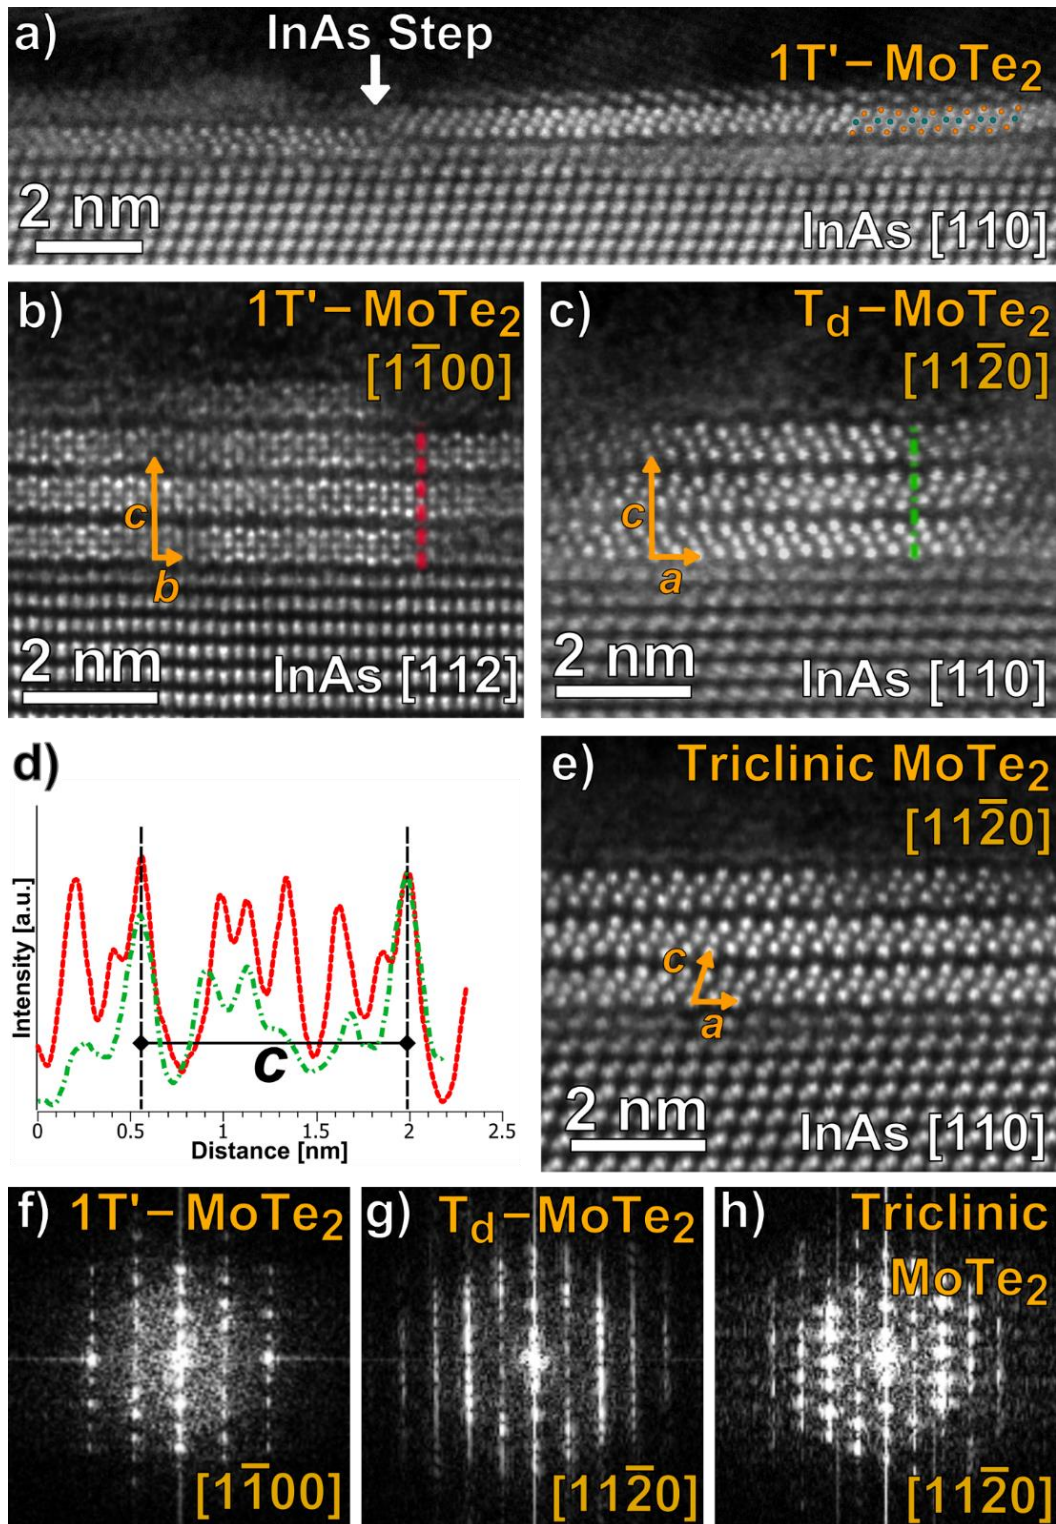 a)
InAs Step
1T'–MoTe2
2 nm
InAs [110]
b)
1T'–MoTe2
[11̅00]
c
b
2 nm
InAs [112]
c)
Td–MoTe2
[112̅0]
c
a
2 nm
InAs [110]
d)
Intensity [a.u.]
c
0 0.5 1 1.5 2 2.5
Distance [nm]
e)
Triclinic MoTe2
[112̅0]
c
a
2 nm
InAs [110]
f)
1T'–MoTe2
[11̅00]
g)
Td–MoTe2
[112̅0]
h)
Triclinic
MoTe2
[112̅0]